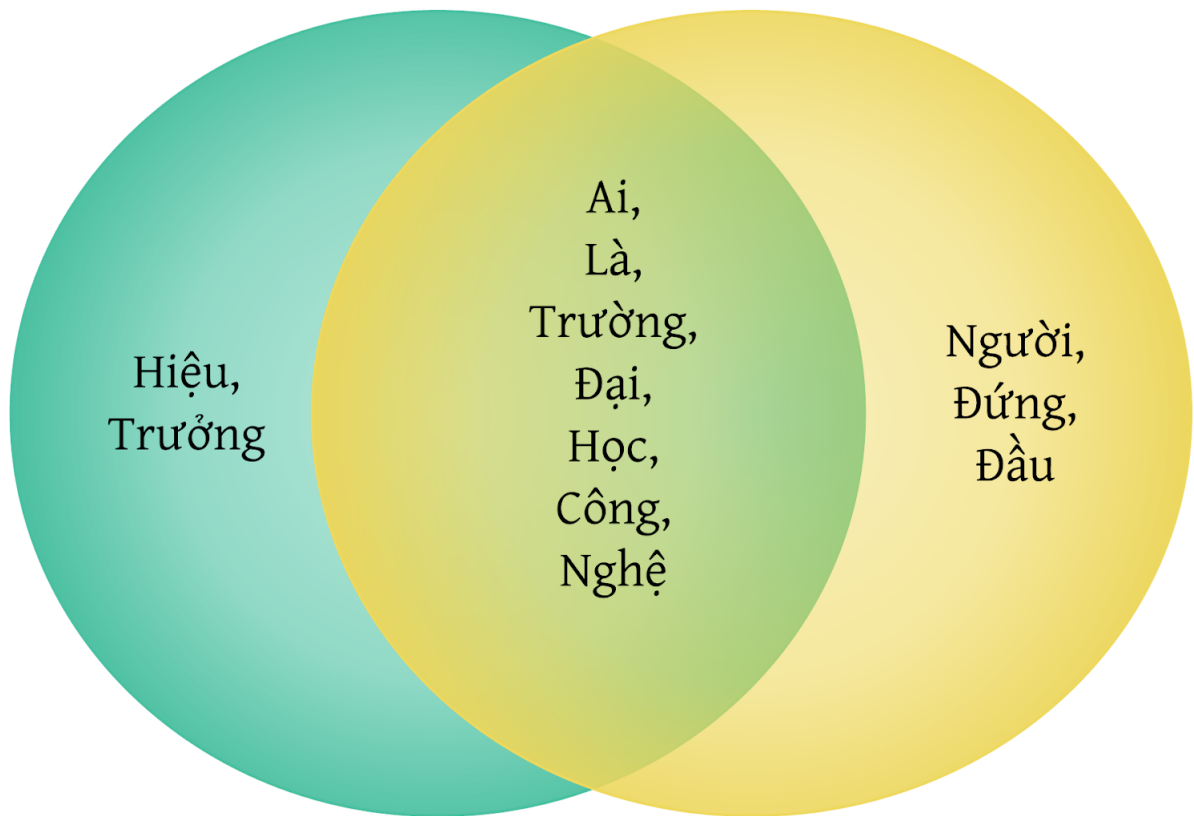 Hiệu,
Trưởng
Ai,
Là,
Trường,
Đại,
Học,
Công,
Nghệ
Người,
Đứng,
Đầu